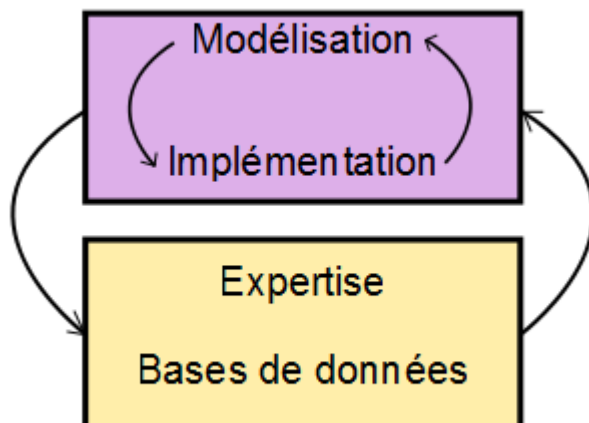 Modélisation
Implémentation
Expertise
Bases de données